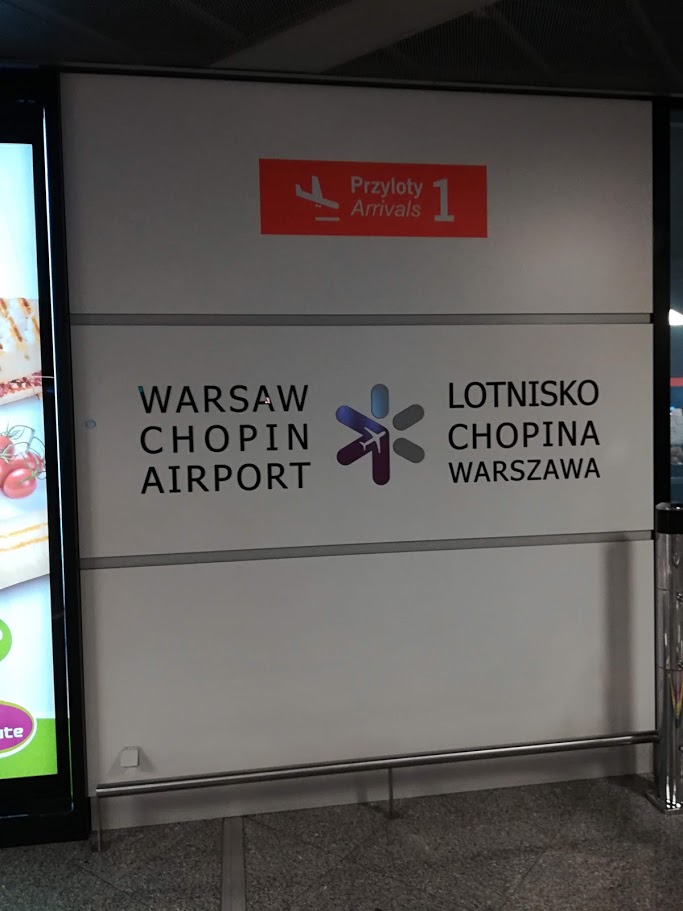 Przyloty
Arrivals
1
WARSAW
CHOPIN
AIRPORT
LOTNISKO
CHOPINA
WARSZAWA